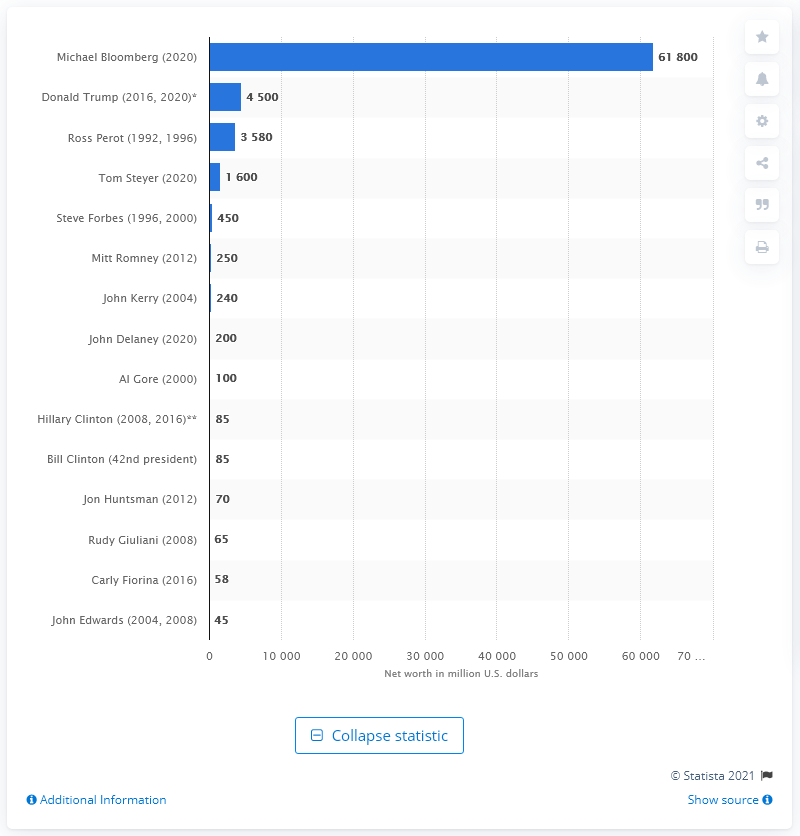 Michael Bloomberg (2020) 61 800
Donald Trump (2016, 2020)* 4 500
Ross Perot (1992, 1996) 3 580
Tom Steyer (2020) 1 600
Steve Forbes (1996, 2000) 450
Mitt Romney (2012) 250
John Kerry (2004) 240
John Delaney (2020) 200
Al Gore (2000) 100
Hillary Clinton (2008, 2016)** 85
Bill Clinton (42nd president) 85
Jon Huntsman (2012) 70
Rudy Giuliani (2008) 65
Carly Fiorina (2016) 58
John Edwards (2004, 2008) 45
0 10 000 20 000 30 000 40 000 50 000 60 000 70 ...
Net worth in million U.S. dollars
Collapse statistic
© Statista 2021
Additional Information Show source